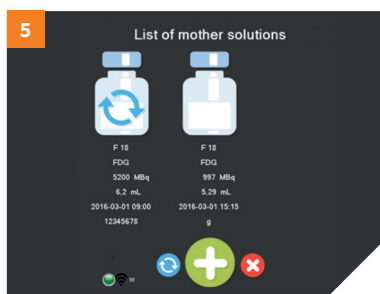 5
List of mother solutions
F 18
FDG
5200 MBq
6,2 mL
2016-03-01 09:00
12345678
F 18
FDG
997 MBq
5,29 mL
2016-03-01 15:15
g